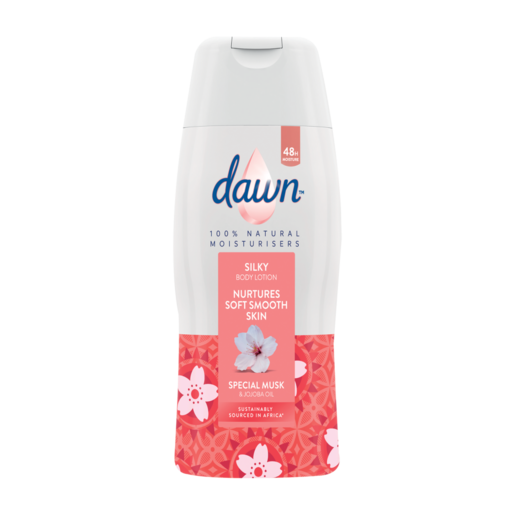 48H
MOISTURE
dawn™
100% NATURAL
MOISTURISERS
SILKY
BODY LOTION
NURTURES
SOFT SMOOTH
SKIN
SPECIAL MUSK
& JOJOBA OIL
SUSTAINABLY
SOURCED IN AFRICA*